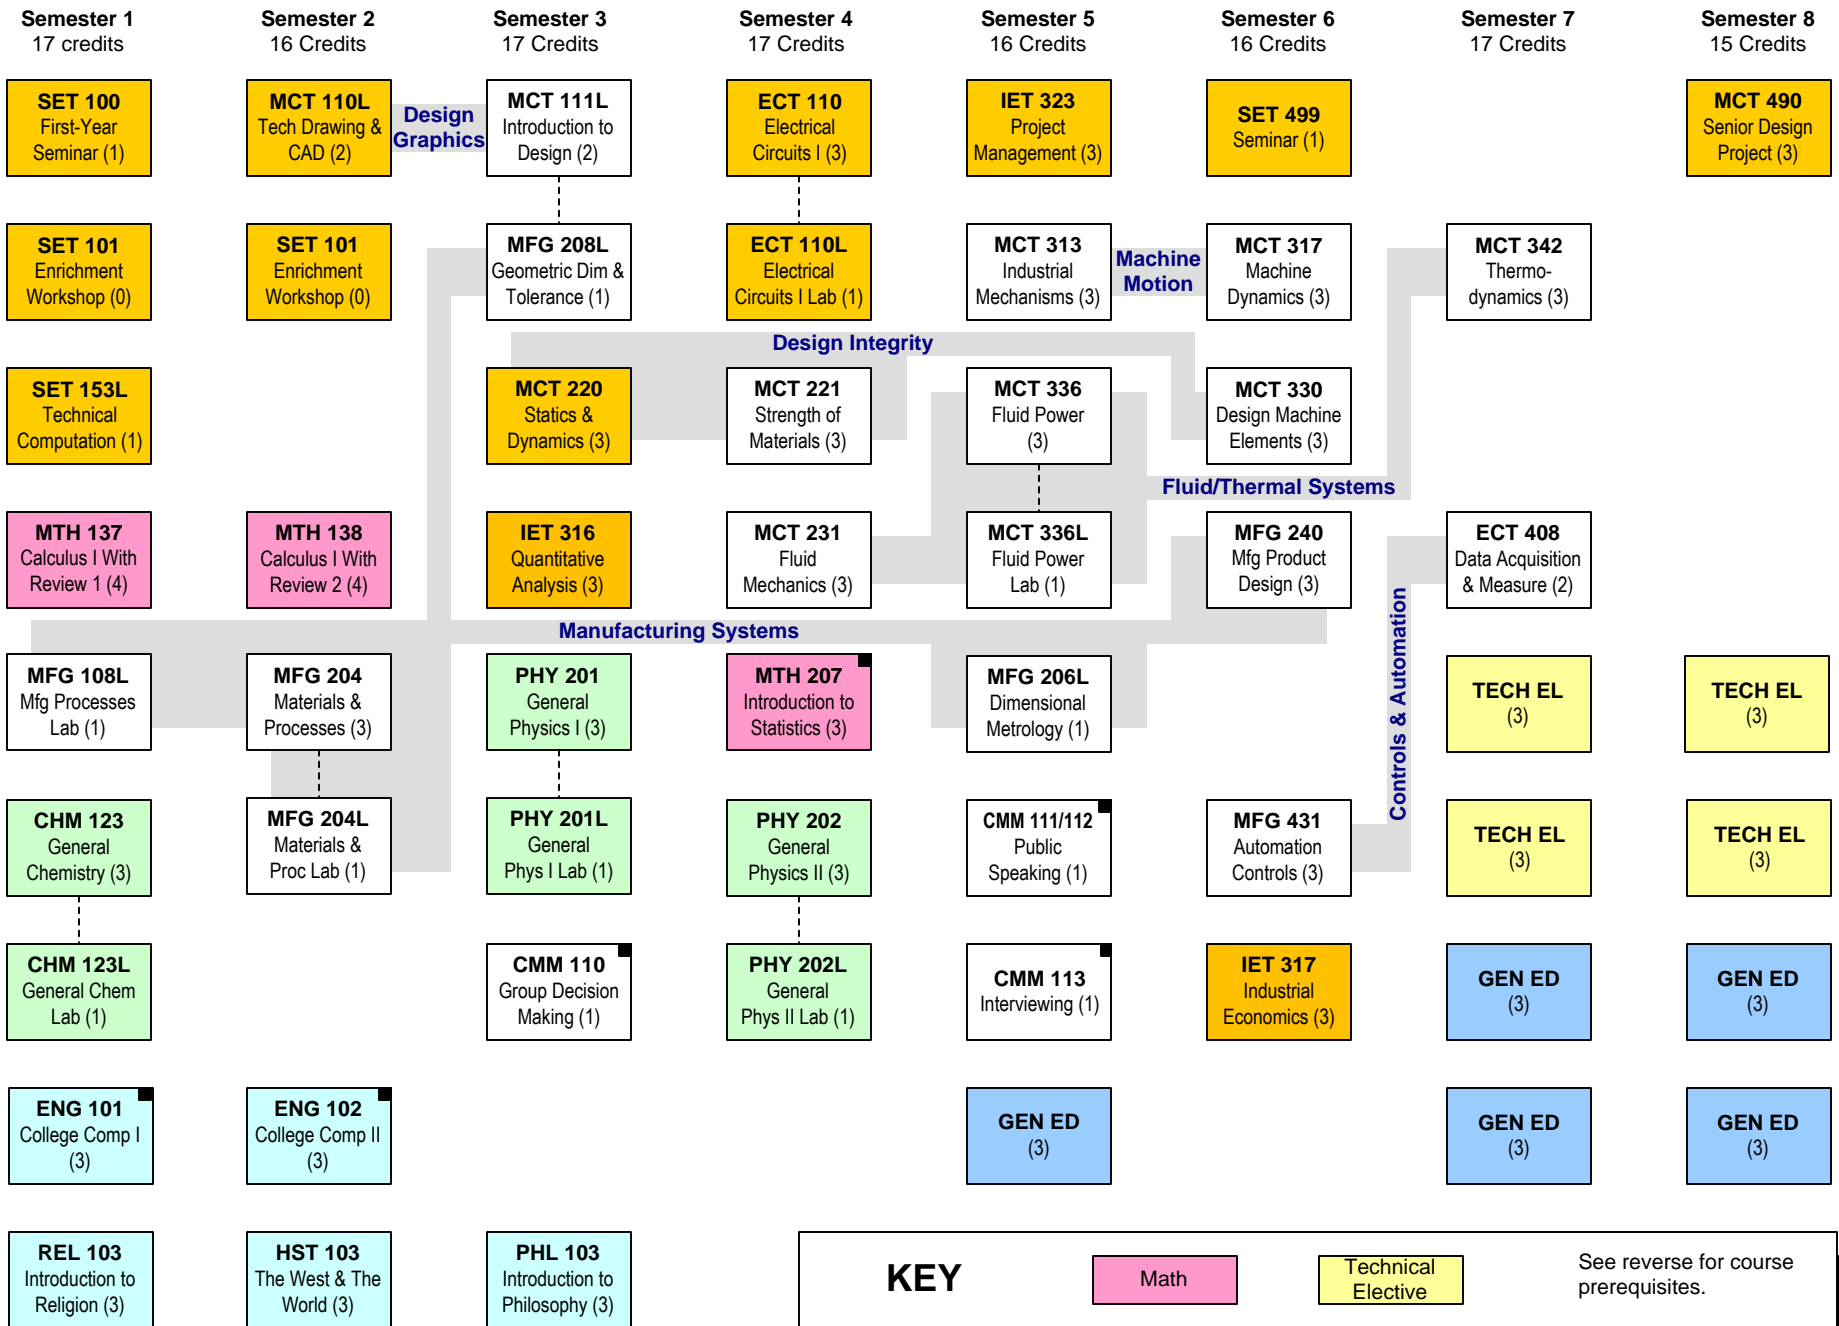 Semester 1
17 credits
Semester 2
16 Credits
Semester 3
17 Credits
Semester 4
17 Credits
Semester 5
16 Credits
Semester 6
16 Credits
Semester 7
17 Credits
Semester 8
15 Credits
SET 100
First-Year
Seminar (1)
MCT 110L
Tech Drawing &
CAD (2)
Design
Graphics
MCT 111L
Introduction to
Design (2)
ECT 110
Electrical
Circuits I (3)
IET 323
Project
Management (3)
SET 499
Seminar (1)
MCT 490
Senior Design
Project (3)
SET 101
Enrichment
Workshop (0)
SET 101
Enrichment
Workshop (0)
MFG 208L
Geometric Dim &
Tolerance (1)
ECT 110L
Electrical
Circuits I Lab (1)
MCT 313
Industrial
Mechanisms (3)
Machine
Motion
MCT 317
Machine
Dynamics (3)
MCT 342
Thermo-
dynamics (3)
Design Integrity
SET 153L
Technical
Computation (1)
MCT 220
Statics &
Dynamics (3)
MCT 221
Strength of
Materials (3)
MCT 336
Fluid Power
(3)
MCT 330
Design Machine
Elements (3)
Fluid/Thermal Systems
MTH 137
Calculus I With
Review 1 (4)
MTH 138
Calculus I With
Review 2 (4)
IET 316
Quantitative
Analysis (3)
MCT 231
Fluid
Mechanics (3)
MCT 336L
Fluid Power
Lab (1)
MFG 240
Mfg Product
Design (3)
ECT 408
Data Acquisition
& Measure (2)
Manufacturing Systems
Controls & Automation
MFG 108L
Mfg Processes
Lab (1)
MFG 204
Materials &
Processes (3)
PHY 201
General
Physics I (3)
MTH 207
Introduction to
Statistics (3)
MFG 206L
Dimensional
Metrology (1)
TECH EL
(3)
TECH EL
(3)
CHM 123
General
Chemistry (3)
MFG 204L
Materials &
Proc Lab (1)
PHY 201L
General
Phys I Lab (1)
PHY 202
General
Physics II (3)
CMM 111/112
Public
Speaking (1)
MFG 431
Automation
Controls (3)
TECH EL
(3)
TECH EL
(3)
CHM 123L
General Chem
Lab (1)
CMM 110
Group Decision
Making (1)
PHY 202L
General
Phys II Lab (1)
CMM 113
Interviewing (1)
IET 317
Industrial
Economics (3)
GEN ED
(3)
GEN ED
(3)
ENG 101
College Comp I
(3)
ENG 102
College Comp II
(3)
GEN ED
(3)
GEN ED
(3)
GEN ED
(3)
REL 103
Introduction to
Religion (3)
HST 103
The West & The
World (3)
PHL 103
Introduction to
Philosophy (3)
KEY
Math
Technical
Elective
See reverse for course
prerequisites.